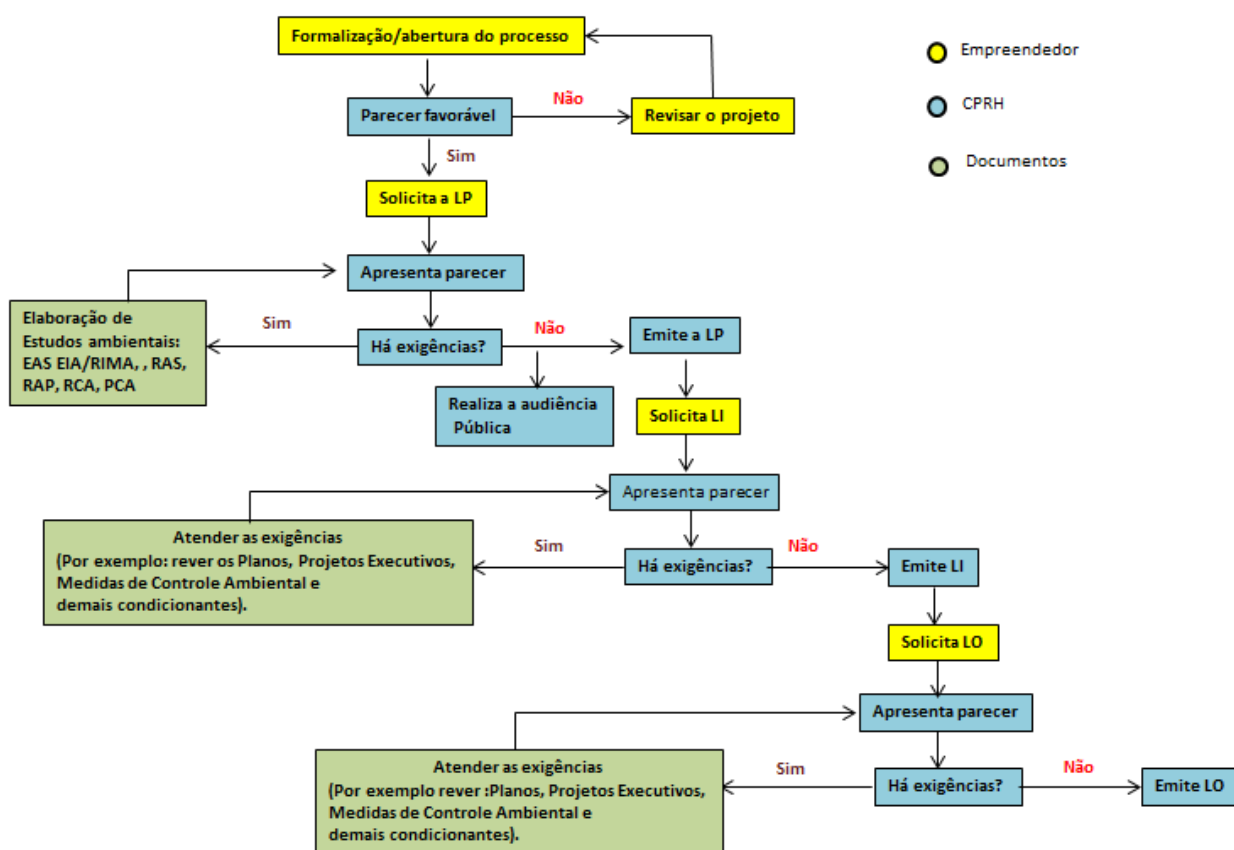 Formalização/abertura do processo
Empreendedor
CPRH
Documentos
Parecer favorável
Não
Revisar o projeto
Sim
Solicita a LP
Apresenta parecer
Elaboração de
Estudos ambientais:
EAS EIA/RIMA, , RAS,
RAP, RCA, PCA
Sim
Há exigências?
Não
Emite a LP
Realiza a audiência
Pública
Solicita LI
Apresenta parecer
Atender as exigências
(Por exemplo: rever os Planos, Projetos Executivos,
Medidas de Controle Ambiental e
demais condicionantes).
Sim
Há exigências?
Não
Emite LI
Solicita LO
Apresenta parecer
Atender as exigências
(Por exemplo rever :Planos, Projetos Executivos,
Medidas de Controle Ambiental e
demais condicionantes).
Sim
Há exigências?
Não
Emite LO